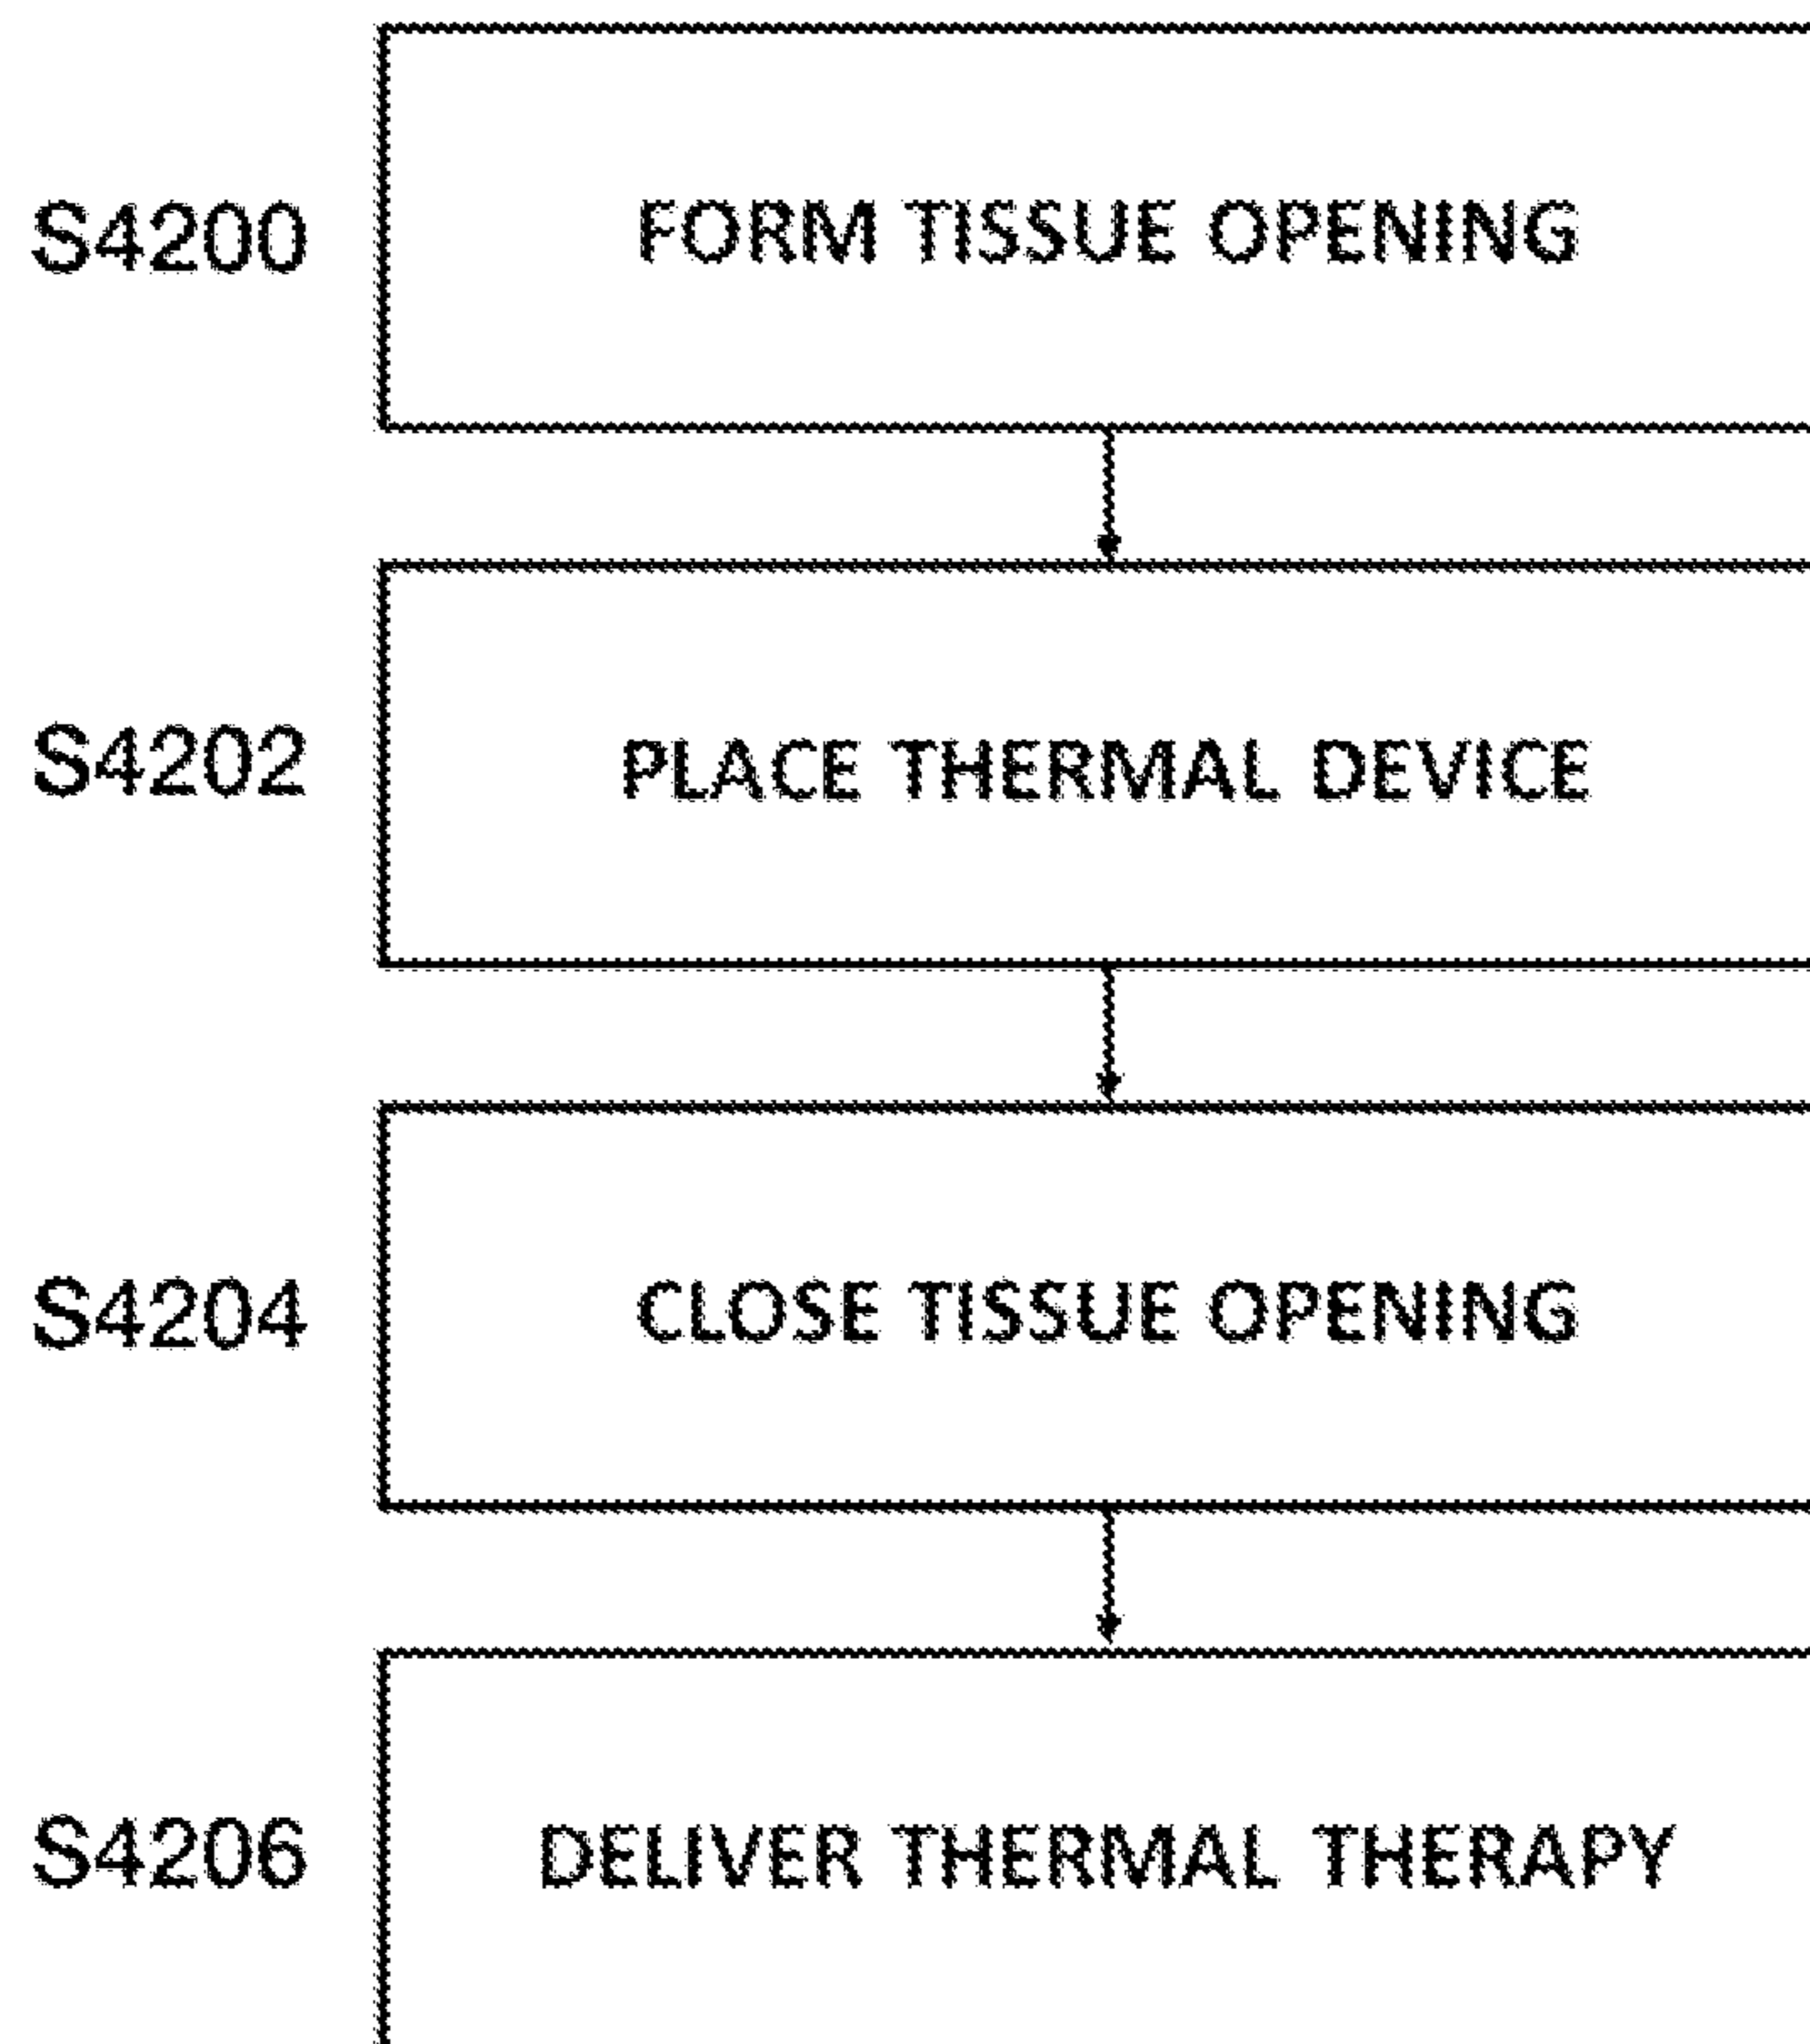 S4200 FORM TISSUE OPENING
S4202 PLACE THERMAL DEVICE
S4204 CLOSE TISSUE OPENING
S4206 DELIVER THERMAL THERAPY